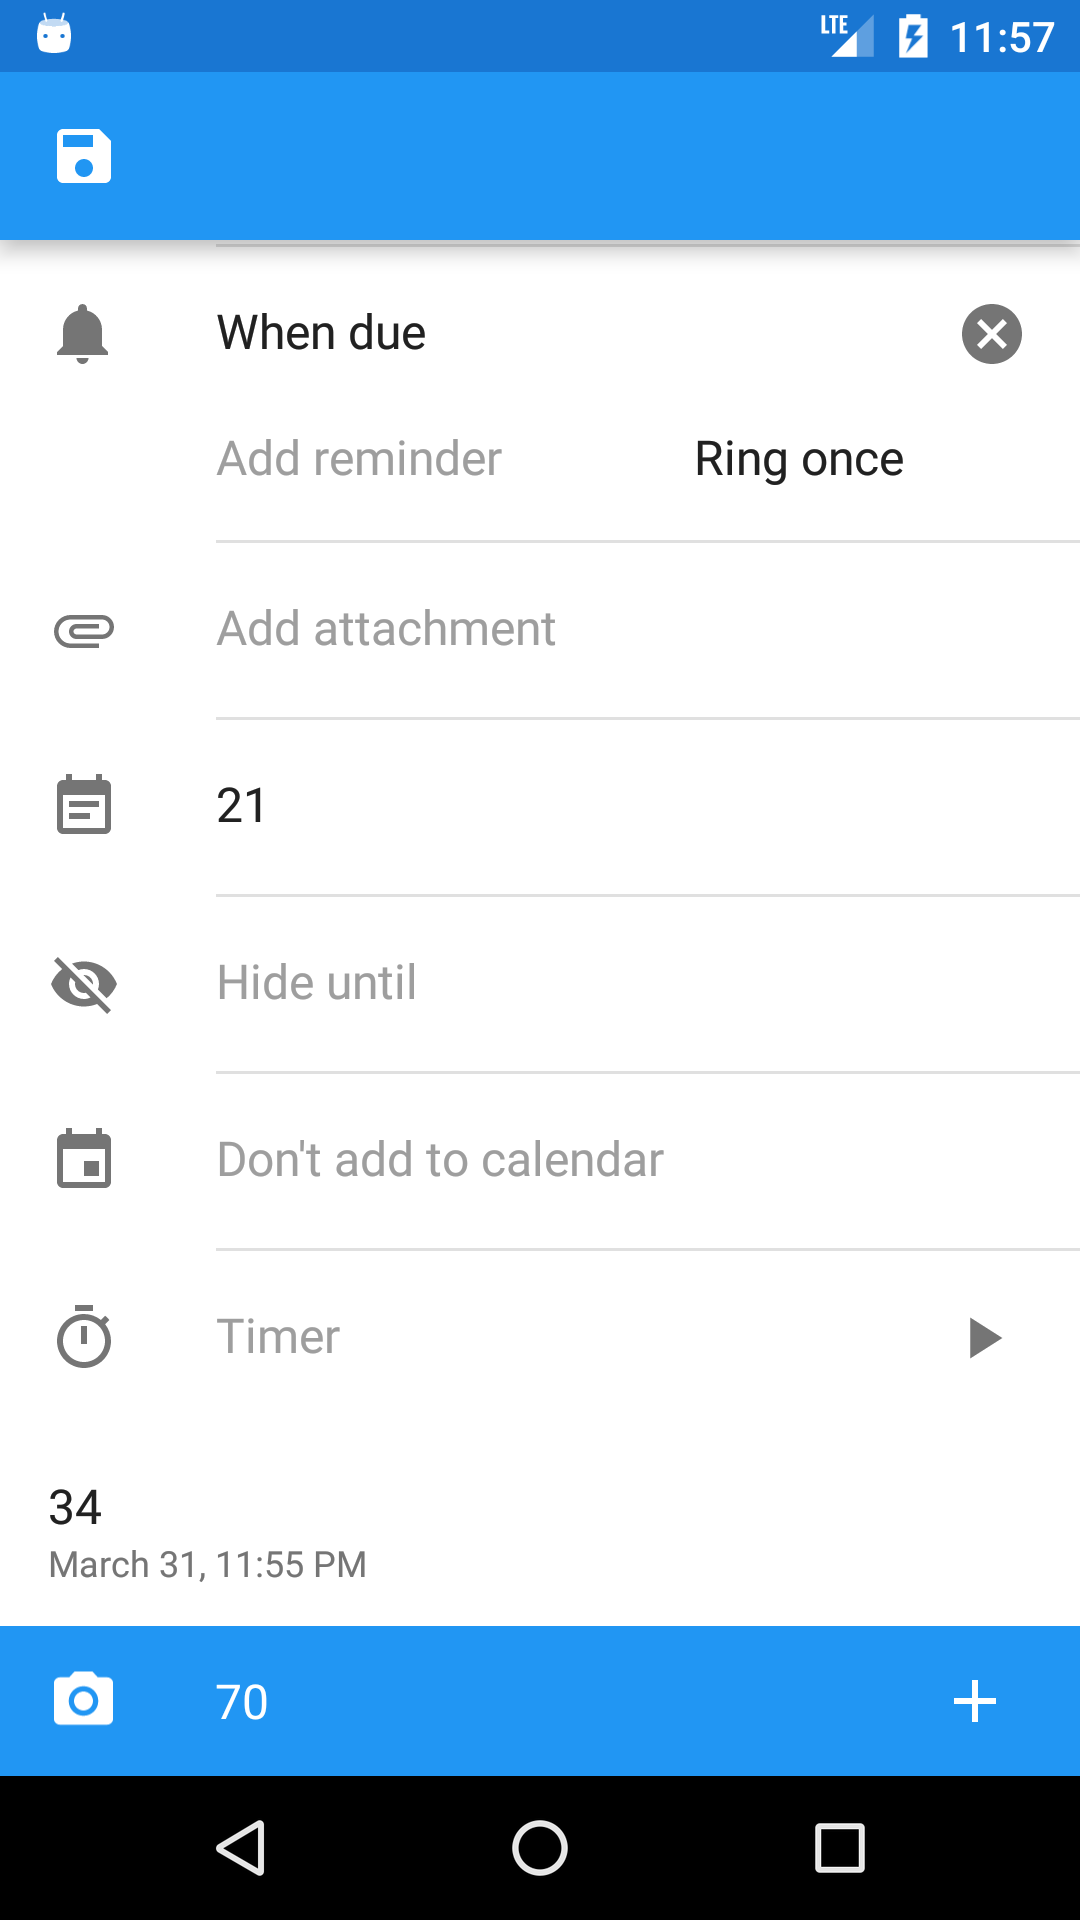 LTE 11:57
When due
Add reminder Ring once
Add attachment
21
Hide until
Don't add to calendar
Timer
34
March 31, 11:55 PM
70